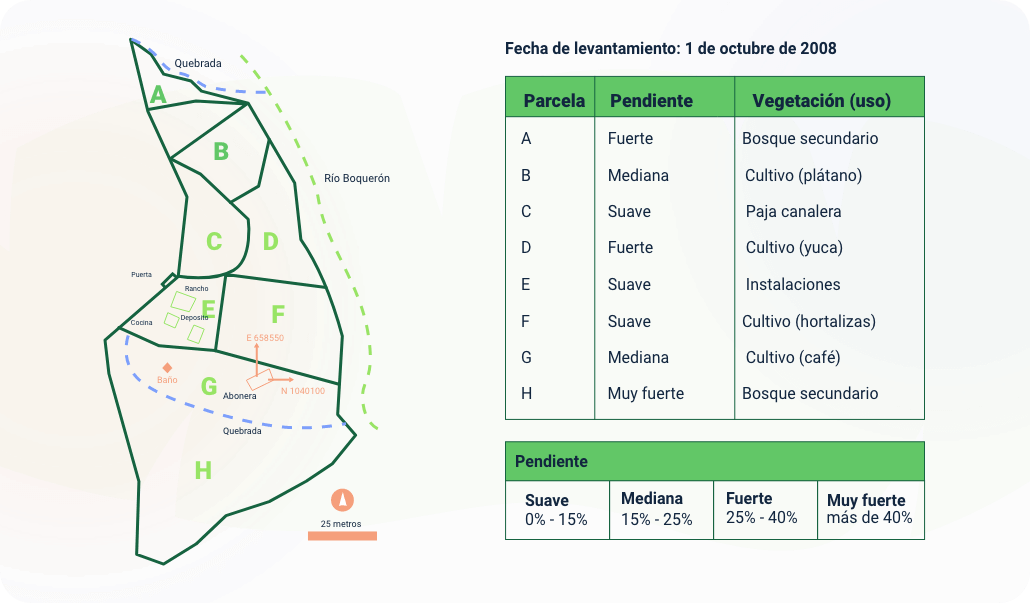 Quebrada
A
B
Río Boquerón
C
D
Puerta
Rancho
E
Deposito
Cocina
F
E 658550
Baño
G
Abonera
N 1040100
Quebrada
H
25 metros
Fecha de levantamiento: 1 de octubre de 2008
Parcela Pendiente Vegetación (uso)
A Fuerte Bosque secundario
B Mediana Cultivo (plátano)
C Suave Paja canalera
D Fuerte Cultivo (yuca)
E Suave Instalaciones
F Suave Cultivo (hortalizas)
G Mediana Cultivo (café)
H Muy fuerte Bosque secundario
Pendiente
Suave Mediana Fuerte Muy fuerte
0% - 15% 15% - 25% 25% - 40% más de 40%